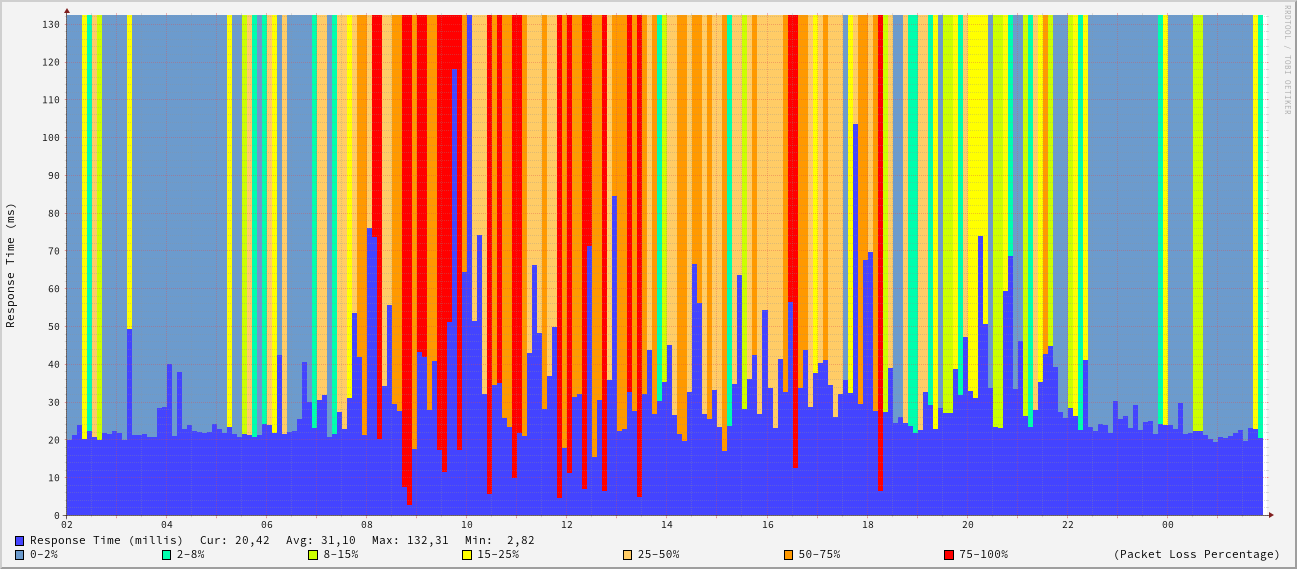 RRDTOOL / TOBI OETIKER
Response Time (ms)
130
120
110
100
90
80
70
60
50
40
30
20
10
0
02 04 06 08 10 12 14 16 18 20 22 00
Response Time (millis) Cur: 20,42 Avg: 31,10 Max: 132,31 Min: 2,82
0-2% 2-8% 8-15% 15-25% 25-50% 50-75% 75-100% (Packet Loss Percentage)